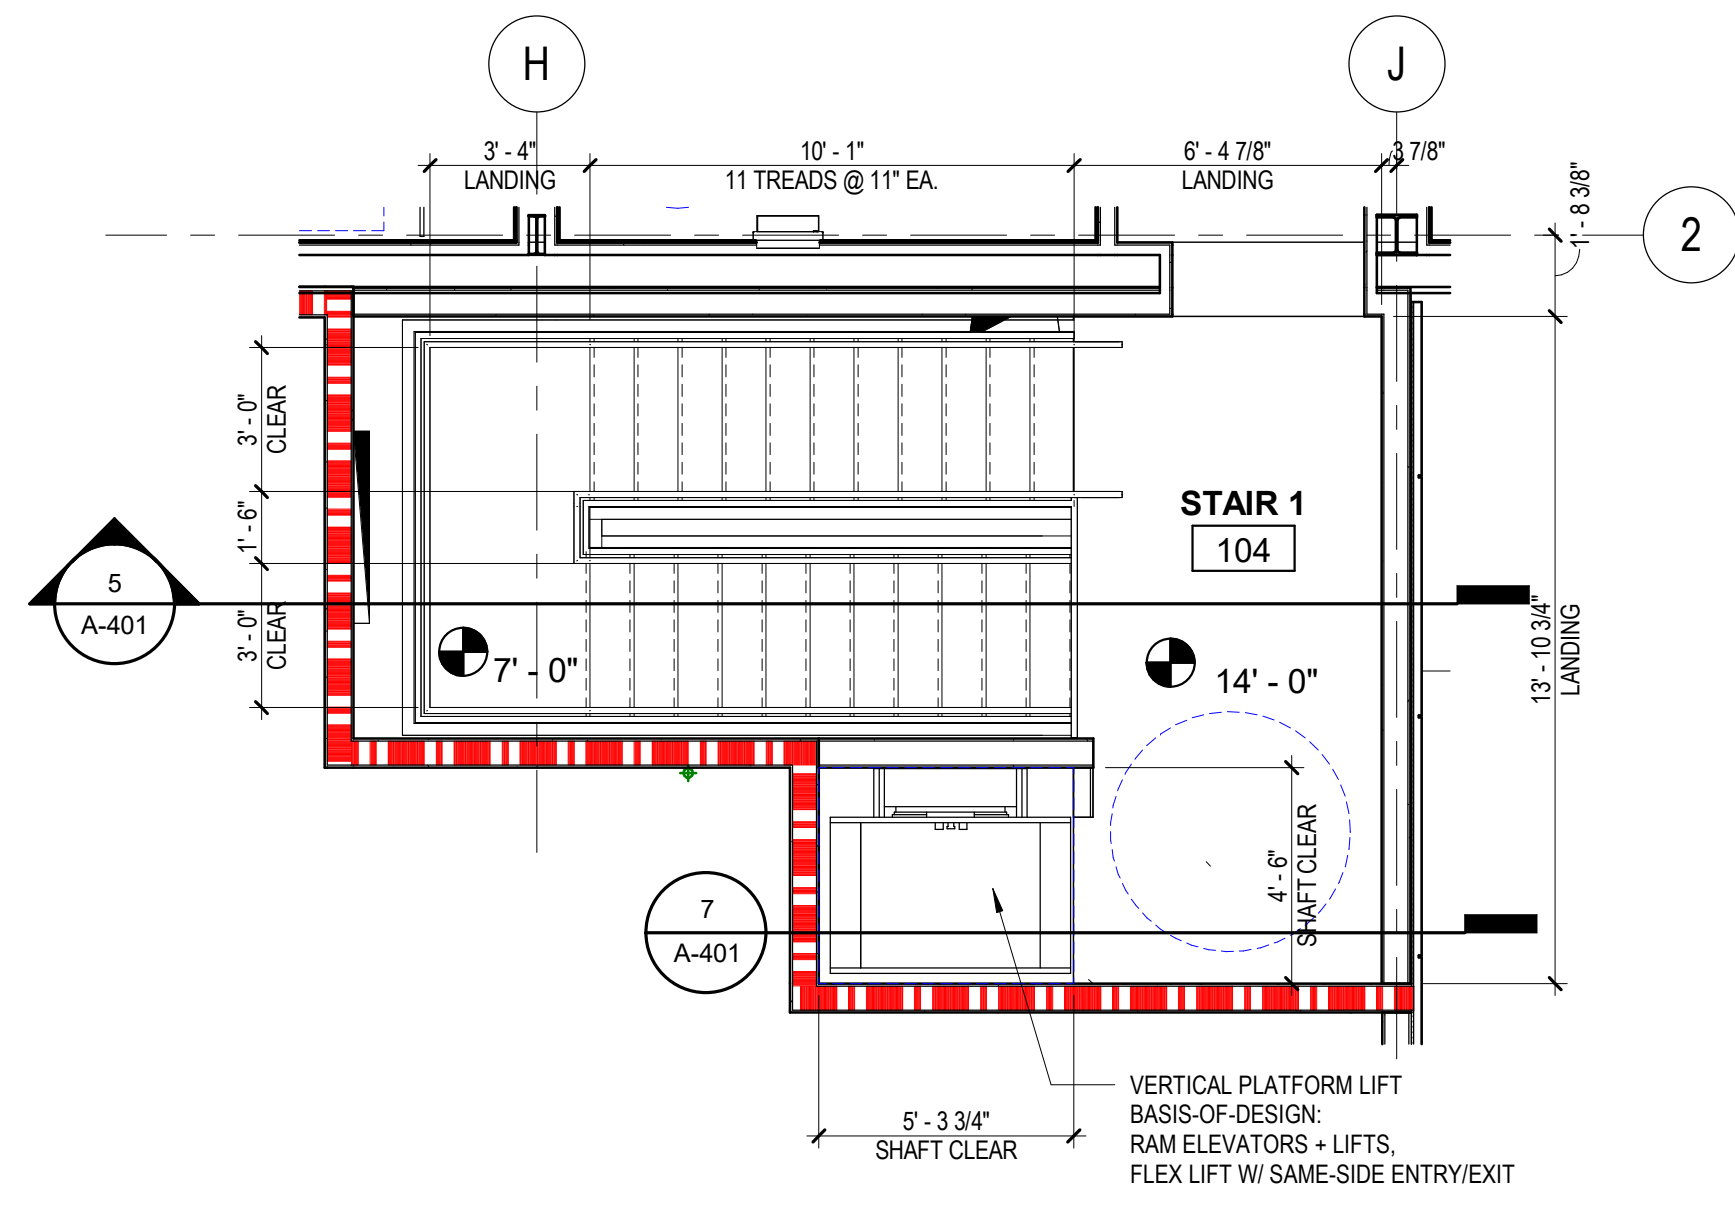 H
J
3' - 4"
LANDING
10' - 1"
11 TREADS @ 11" EA.
6' - 4 7/8"
LANDING
3 7/8"
1' - 8 3/8"
2
3' - 0"
CLEAR
1' - 6"
3' - 0"
CLEAR
STAIR 1
104
5
A-401
7' - 0"
14' - 0"
13' - 10 3/4"
LANDING
4' - 6"
SHAFT CLEAR
7
A-401
5' - 3 3/4"
SHAFT CLEAR
VERTICAL PLATFORM LIFT
BASIS-OF-DESIGN:
RAM ELEVATORS + LIFTS,
FLEX LIFT W/ SAME-SIDE ENTRY/EXIT